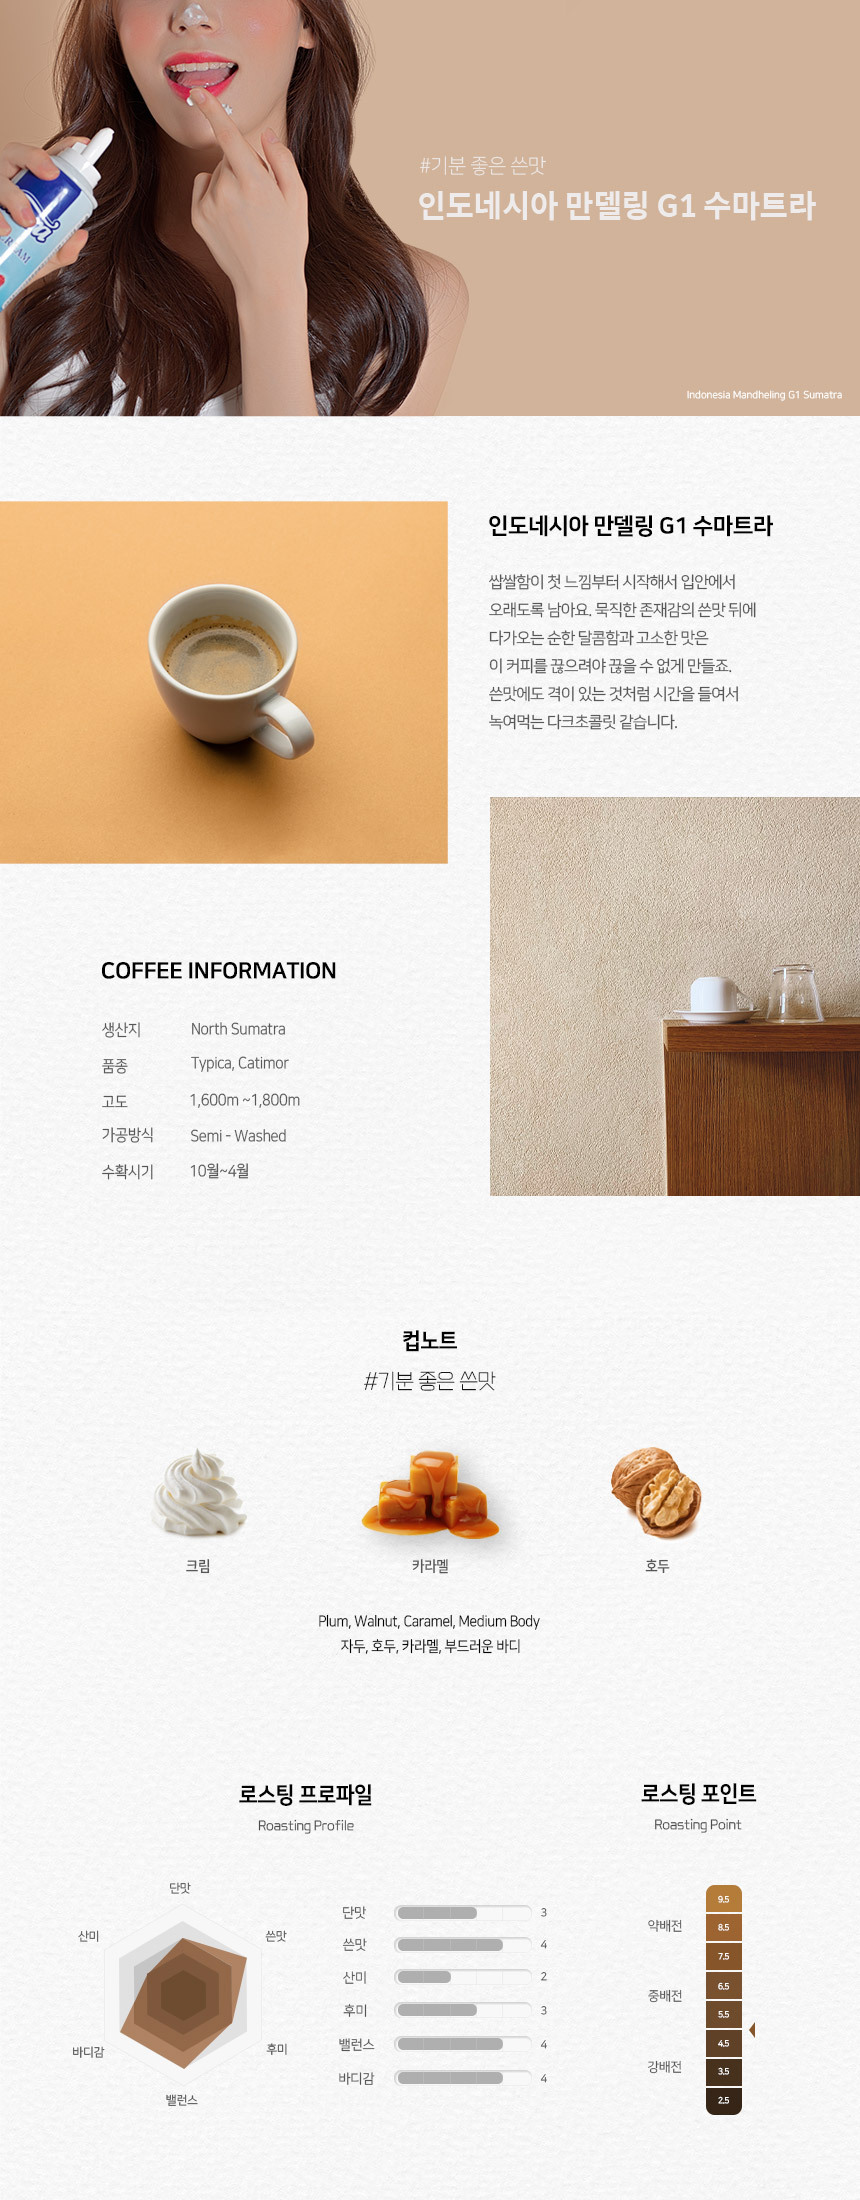 #기분 좋은 쓴맛
인도네시아 만델링 G1 수마트라
Indonesia Mandheling G1 Sumatra
인도네시아 만델링 G1 수마트라
쌉쌀함이 첫 느낌부터 시작해서 입안에서
오래도록 남아요. 묵직한 존재감의 쓴맛 뒤에
다가오는 순한 달콤함과 고소한 맛은
이 커피를 끊으려야 끊을 수 없게 만들죠.
쓴맛에도 격이 있는 것처럼 시간을 들여서
녹여먹는 다크초콜릿 같습니다.
COFFEE INFORMATION
생산지 North Sumatra
품종 Typica, Catimor
고도 1,600m ~1,800m
가공방식 Semi - Washed
수확시기 10월~4월
컵노트
#기분 좋은 쓴맛
크림 카라멜 호두
Plum, Walnut, Caramel, Medium Body
자두, 호두, 카라멜, 부드러운 바디
로스팅 프로파일
Roasting Profile
단맛
쓴맛
후미
밸런스
바디감
산미
단맛 3
쓴맛 4
산미 2
후미 3
밸런스 4
바디감 4
로스팅 포인트
Roasting Point
약배전
중배전
강배전
9.5
8.5
7.5
6.5
5.5
4.5
3.5
2.5